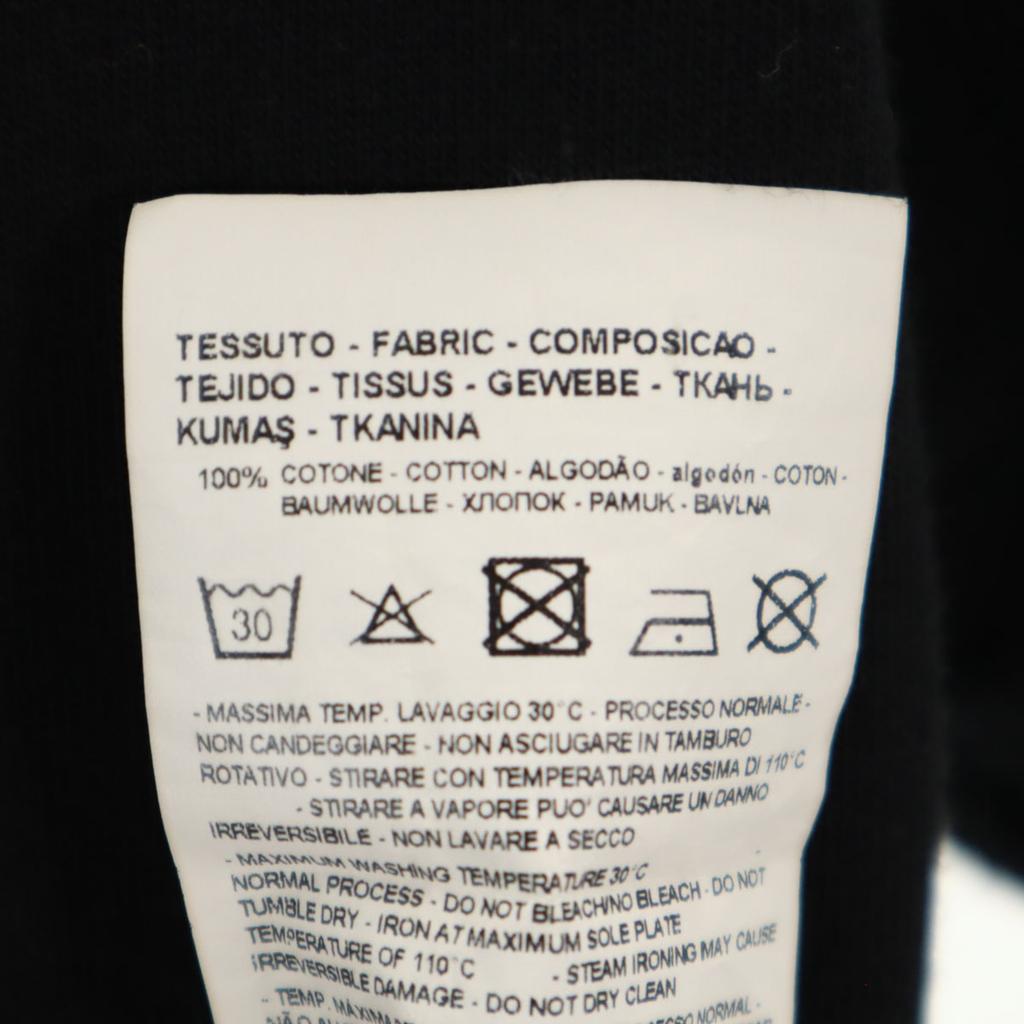 TESSUTO - FABRIC - COMPOSICAO -
TEJIDO - TISSUS - GEWEBE - ТКАНЬ -
KUMAŞ - TKANINA
100% COTONE - COTTON - ALGODÃO - algodón - COTON -
BAUMWOLLE - ХЛОПОК - PAMUK - BAVLNA
30
- MASSIMA TEMP. LAVAGGIO 30°C - PROCESSO NORMALE -
NON CANDEGGIARE - NON ASCIUGARE IN TAMBURO
ROTATIVO - STIRARE CON TEMPERATURA MASSIMA DI 110°C
- STIRARE A VAPORE PUO' CAUSARE UN DANNO
IRREVERSIBILE - NON LAVARE A SECCO
- MAXIMUM WASHING TEMPERATURE 30°C
NORMAL PROCESS - DO NOT BLEACH/NO BLEACH - DO NOT
TUMBLE DRY - IRON AT MAXIMUM SOLE PLATE
TEMPERATURE OF 110°C - STEAM IRONING MAY CAUSE
IRREVERSIBLE DAMAGE - DO NOT DRY CLEAN
- TEMP. NORMAL -